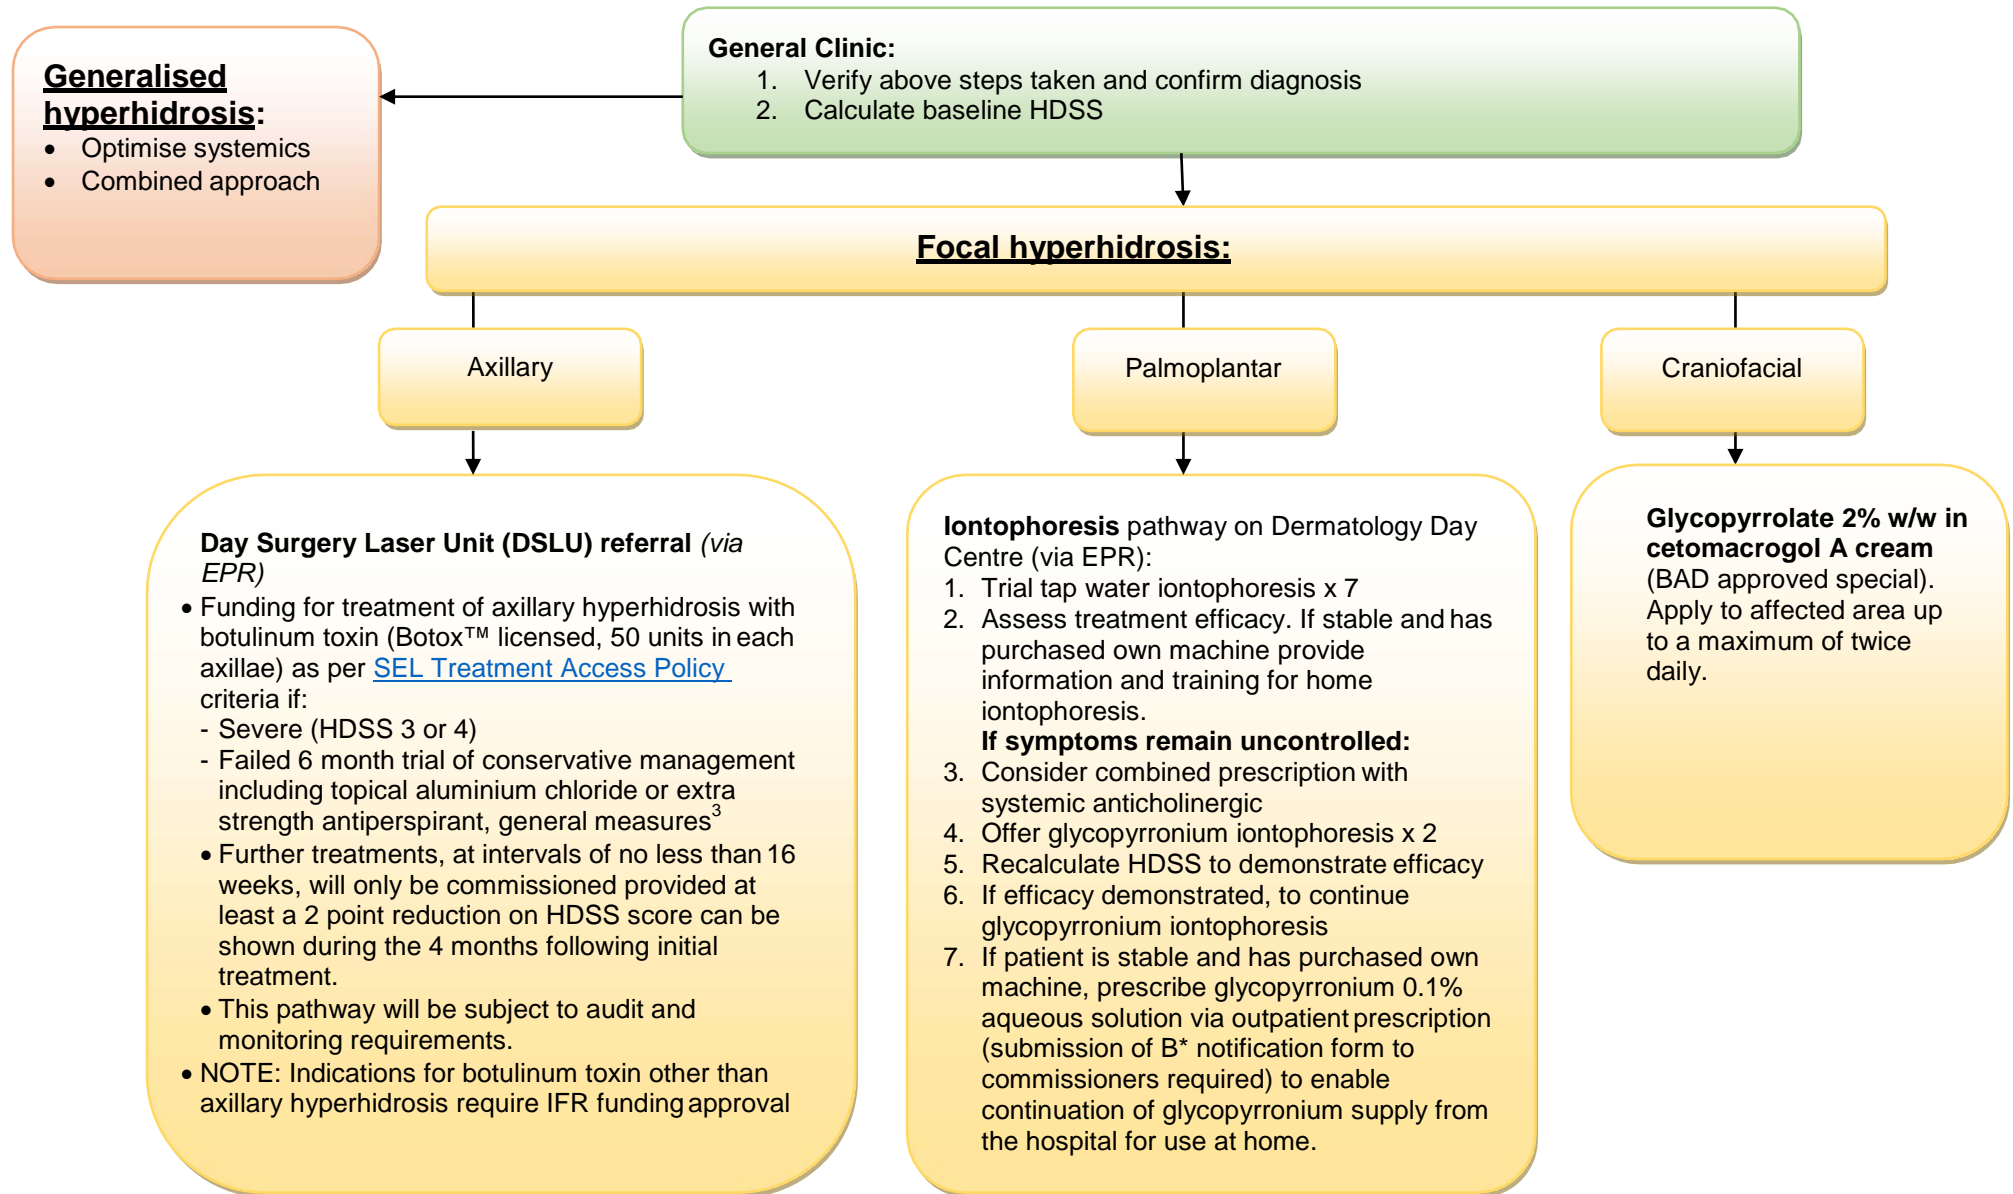 Generalised
hyperhidrosis:
• Optimise systemics
• Combined approach
General Clinic:
1. Verify above steps taken and confirm diagnosis
2. Calculate baseline HDSS
Focal hyperhidrosis:
Axillary
Palmoplantar
Craniofacial
Day Surgery Laser Unit (DSLU) referral (via
EPR)
• Funding for treatment of axillary hyperhidrosis with
botulinum toxin (Botox™ licensed, 50 units in each
axillae) as per SEL Treatment Access Policy
criteria if:
- Severe (HDSS 3 or 4)
- Failed 6 month trial of conservative management
including topical aluminium chloride or extra
strength antiperspirant, general measures³
• Further treatments, at intervals of no less than 16
weeks, will only be commissioned provided at
least a 2 point reduction on HDSS score can be
shown during the 4 months following initial
treatment.
• This pathway will be subject to audit and
monitoring requirements.
• NOTE: Indications for botulinum toxin other than
axillary hyperhidrosis require IFR funding approval
Iontophoresis pathway on Dermatology Day
Centre (via EPR):
1. Trial tap water iontophoresis x 7
2. Assess treatment efficacy. If stable and has
purchased own machine provide
information and training for home
iontophoresis.
If symptoms remain uncontrolled:
3. Consider combined prescription with
systemic anticholinergic
4. Offer glycopyrronium iontophoresis x 2
5. Recalculate HDSS to demonstrate efficacy
6. If efficacy demonstrated, to continue
glycopyrronium iontophoresis
7. If patient is stable and has purchased own
machine, prescribe glycopyrronium 0.1%
aqueous solution via outpatient prescription
(submission of B* notification form to
commissioners required) to enable
continuation of glycopyrronium supply from
the hospital for use at home.
Glycopyrrolate 2% w/w in
cetomacrogol A cream
(BAD approved special).
Apply to affected area up
to a maximum of twice
daily.